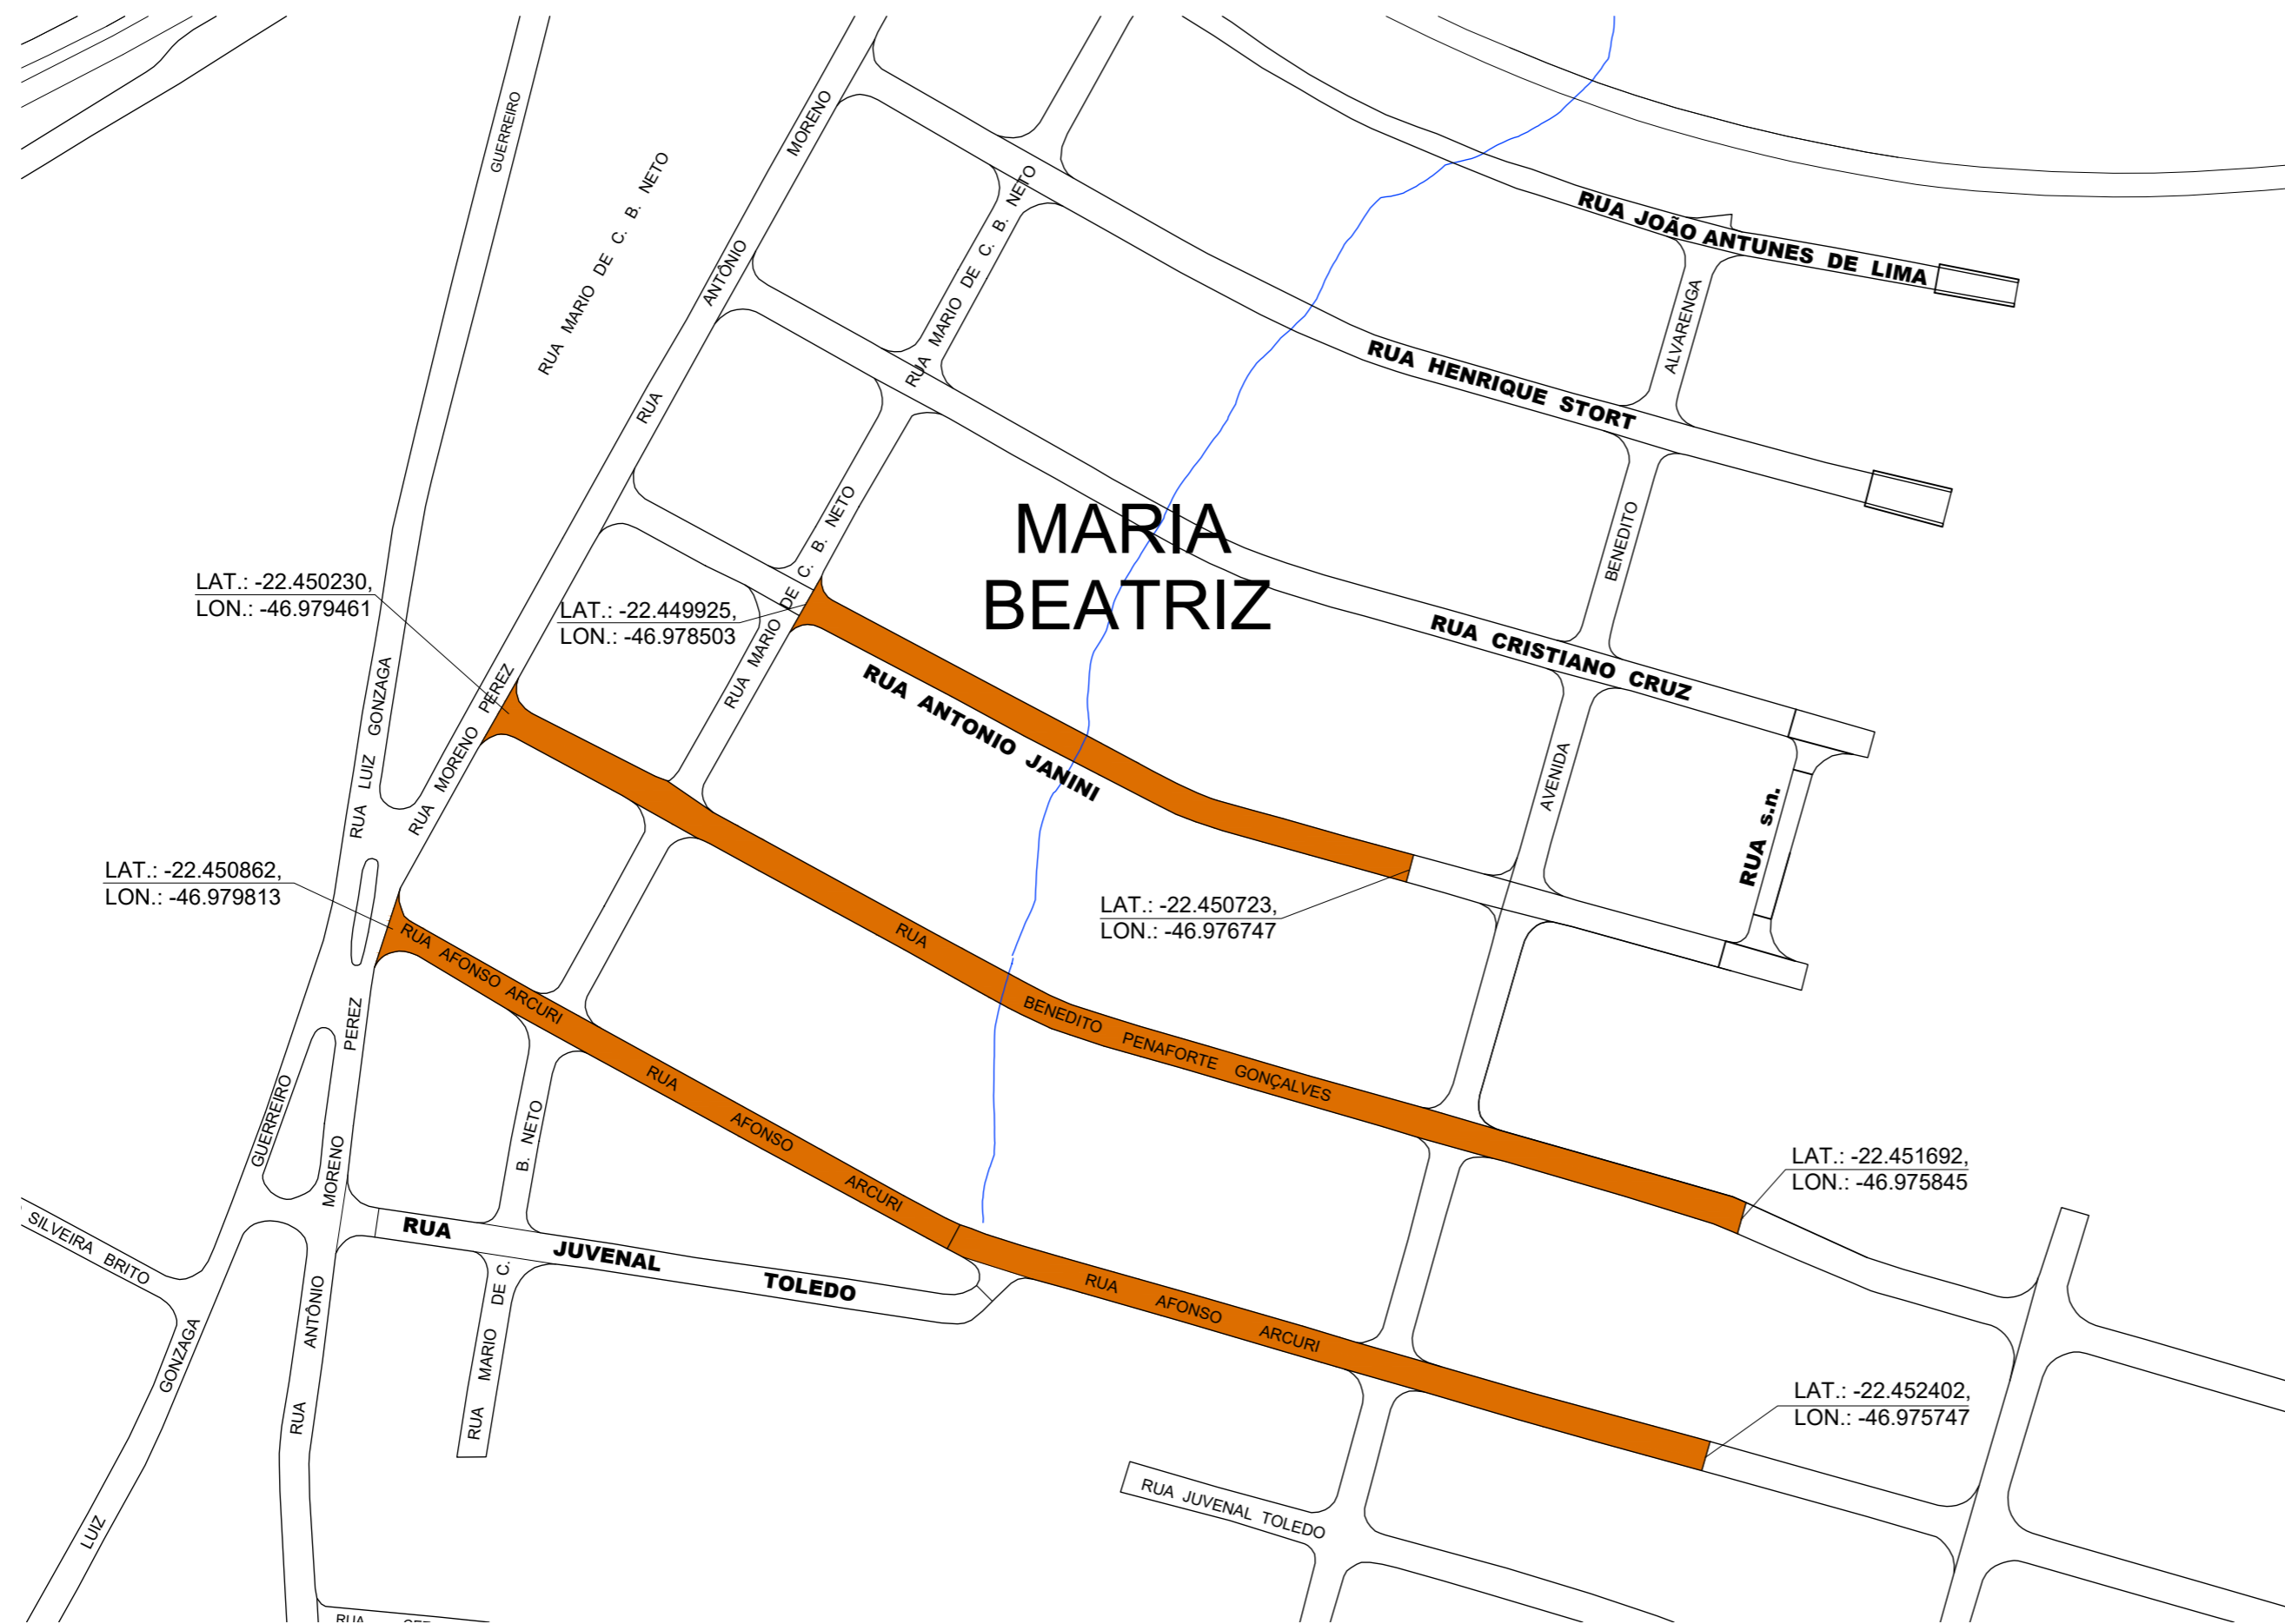 GUERREIRO
RUA MARIO DE C. B. NETO
RUA ANTÔNIO MORENO
RUA MARIO DE C. B. NETO
RUA JOÃO ANTUNES DE LIMA
ALVARENGA
RUA HENRIQUE STORT
MARIA
BEATRIZ
BENEDITO
RUA MARIO DE C. B. NETO
LAT.: -22.450230,
LON.: -46.979461
LAT.: -22.449925,
LON.: -46.978503
RUA CRISTIANO CRUZ
RUA ANTONIO JANINI
RUA LUIZ GONZAGA
RUA MORENO PEREZ
AVENIDA
RUA s.n.
LAT.: -22.450862,
LON.: -46.979813
LAT.: -22.450723,
LON.: -46.976747
RUA AFONSO ARCURI
RUA BENEDITO PENAFORTE GONÇALVES
RUA AFONSO ARCURI
GUERREIRO
MORENO PEREZ
B. NETO
LAT.: -22.451692,
LON.: -46.975845
SILVEIRA BRITO
RUA JUVENAL TOLEDO
RUA AFONSO ARCURI
RUA MARIO DE C.
RUA ANTÔNIO
LUIZ GONZAGA
LAT.: -22.452402,
LON.: -46.975747
RUA JUVENAL TOLEDO
RUA